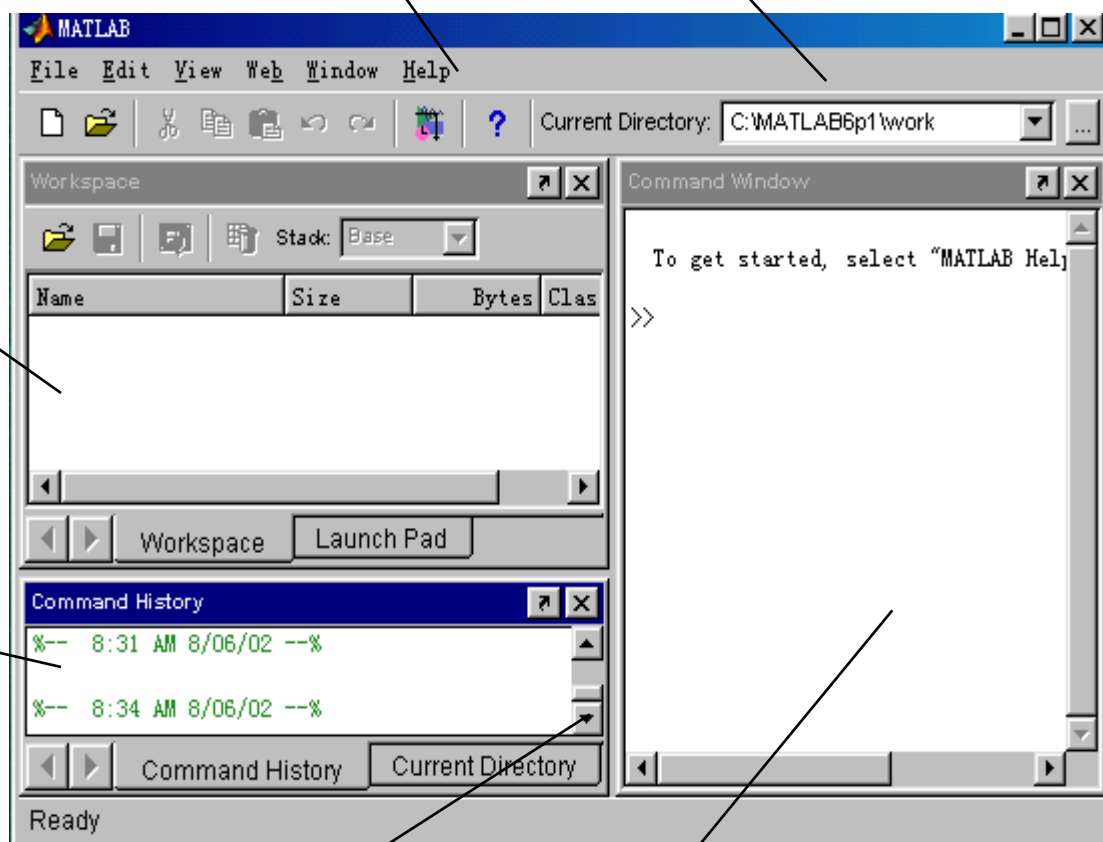 MATLAB
File Edit View Web Window Help
? Current Directory: C:\MATLAB6p1\work ...
Workspace
Stack: Base
Name Size Bytes Clas
Workspace Launch Pad
Command History
%-- 8:31 AM 8/06/02 --%
%-- 8:34 AM 8/06/02 --%
Command History Current Directory
Command Window
To get started, select "MATLAB Help
>>
Ready